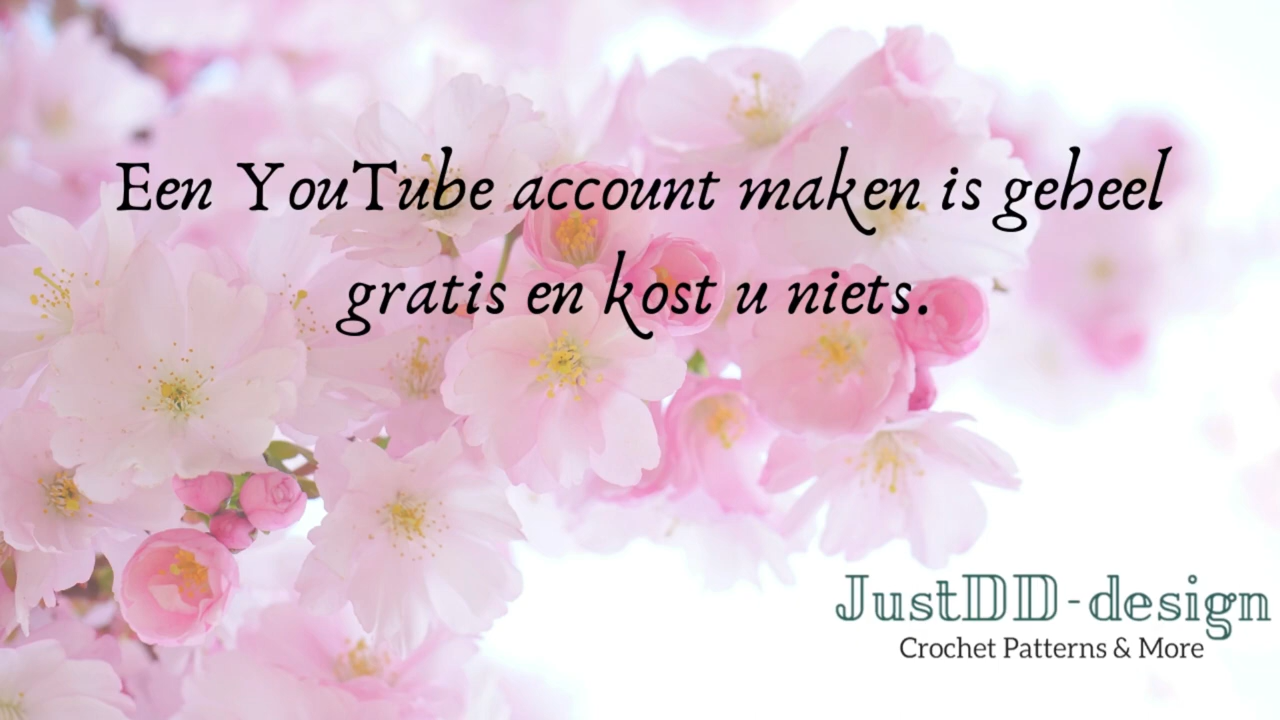 Een YouTube account maken is geheel
gratis en kost u niets.
JustDD-design
Crochet Patterns & More